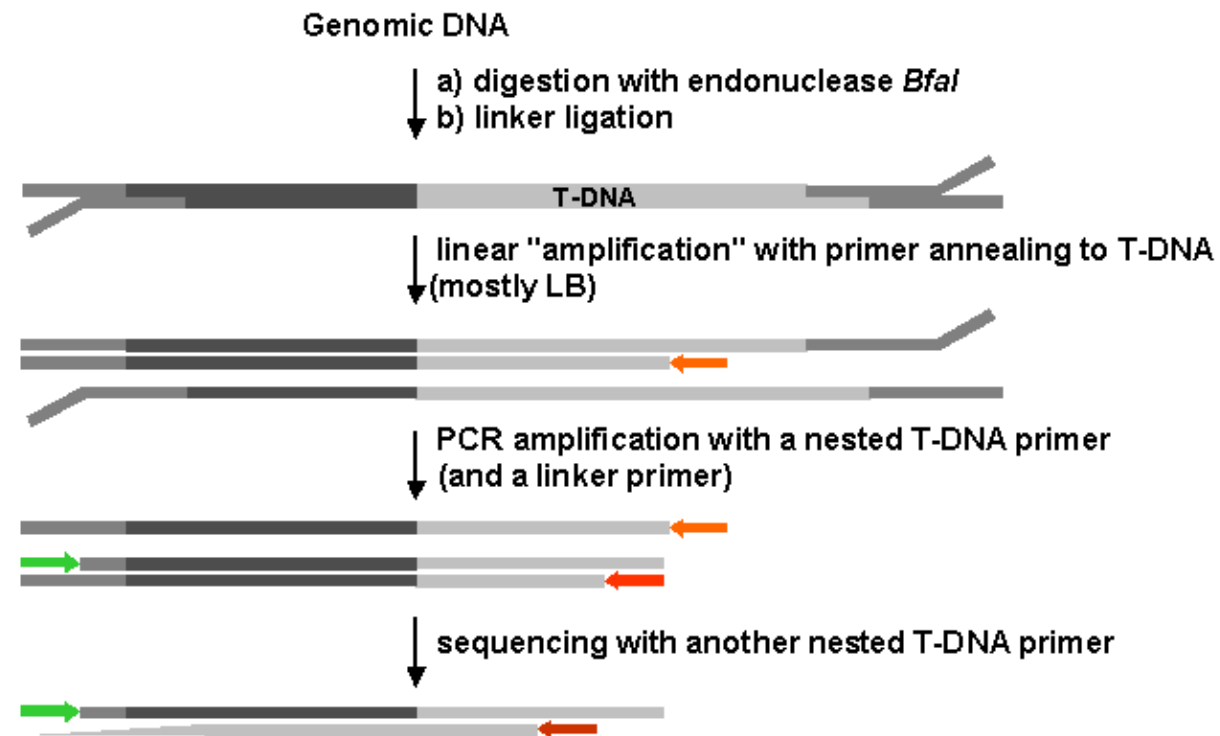 Genomic DNA
a) digestion with endonuclease BfaI
b) linker ligation
T-DNA
linear "amplification" with primer annealing to T-DNA
(mostly LB)
PCR amplification with a nested T-DNA primer
(and a linker primer)
sequencing with another nested T-DNA primer